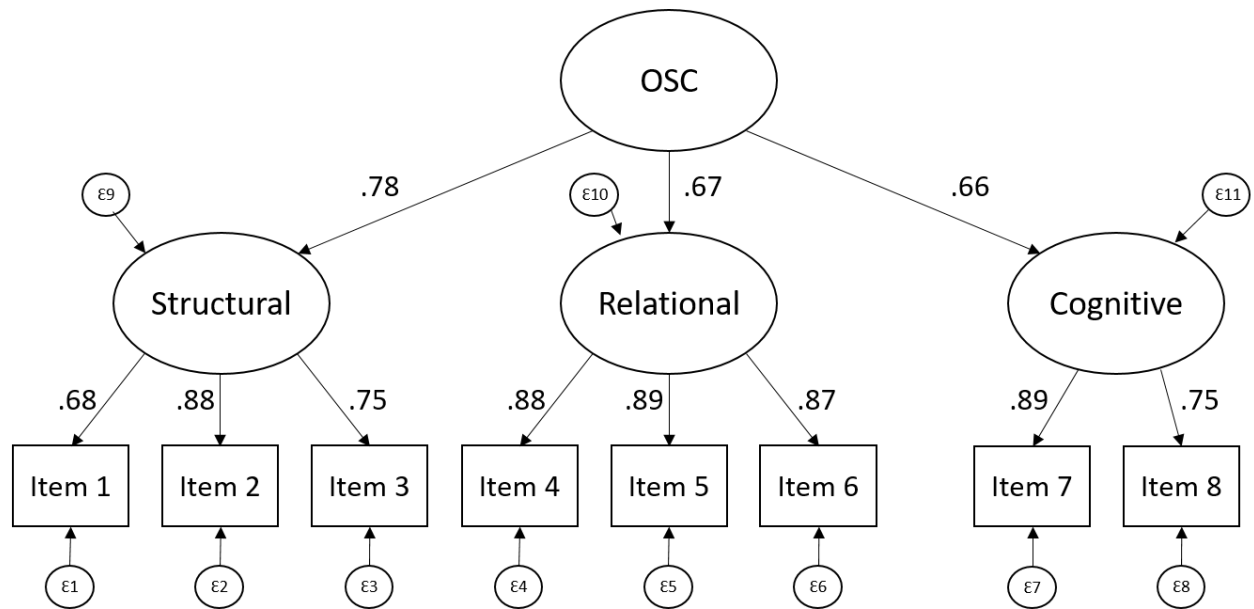 OSC
.78
.67
.66
ε9
ε10
ε11
Structural
Relational
Cognitive
.68
.88
.75
.88
.89
.87
.89
.75
Item 1
Item 2
Item 3
Item 4
Item 5
Item 6
Item 7
Item 8
ε1
ε2
ε3
ε4
ε5
ε6
ε7
ε8